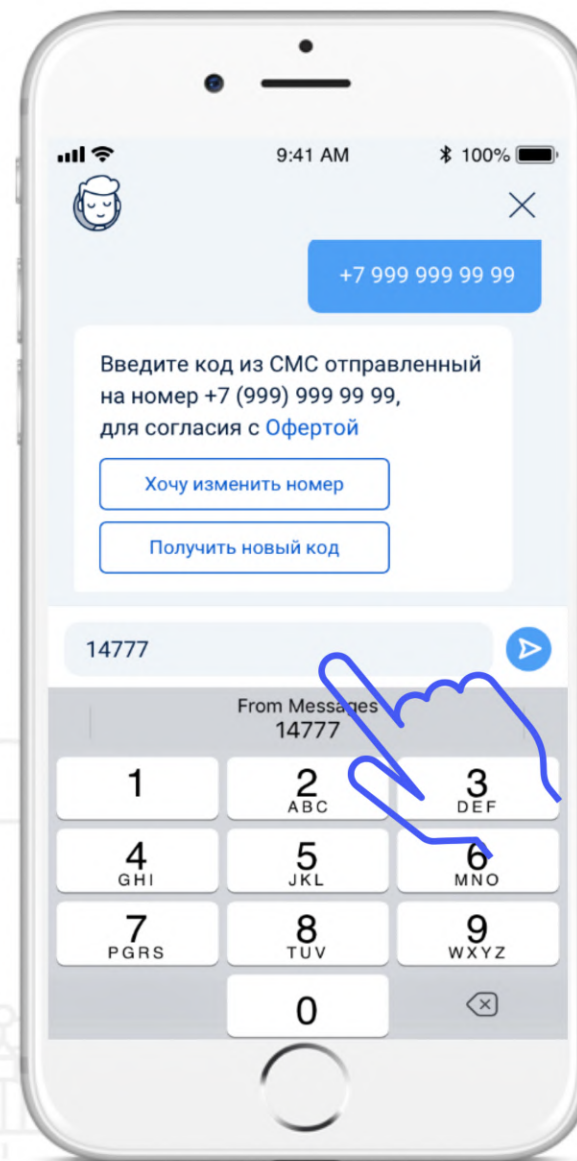 9:41 AM
100%
+7 999 999 99 99
Введите код из СМС отправленный
на номер +7 (999) 999 99 99,
для согласия с Офертой
Хочу изменить номер
Получить новый код
14777
From Messages
14777
1
2
ABC
3
DEF
4
GHI
5
JKL
6
MNO
7
PGRS
8
TUV
9
WXYZ
0